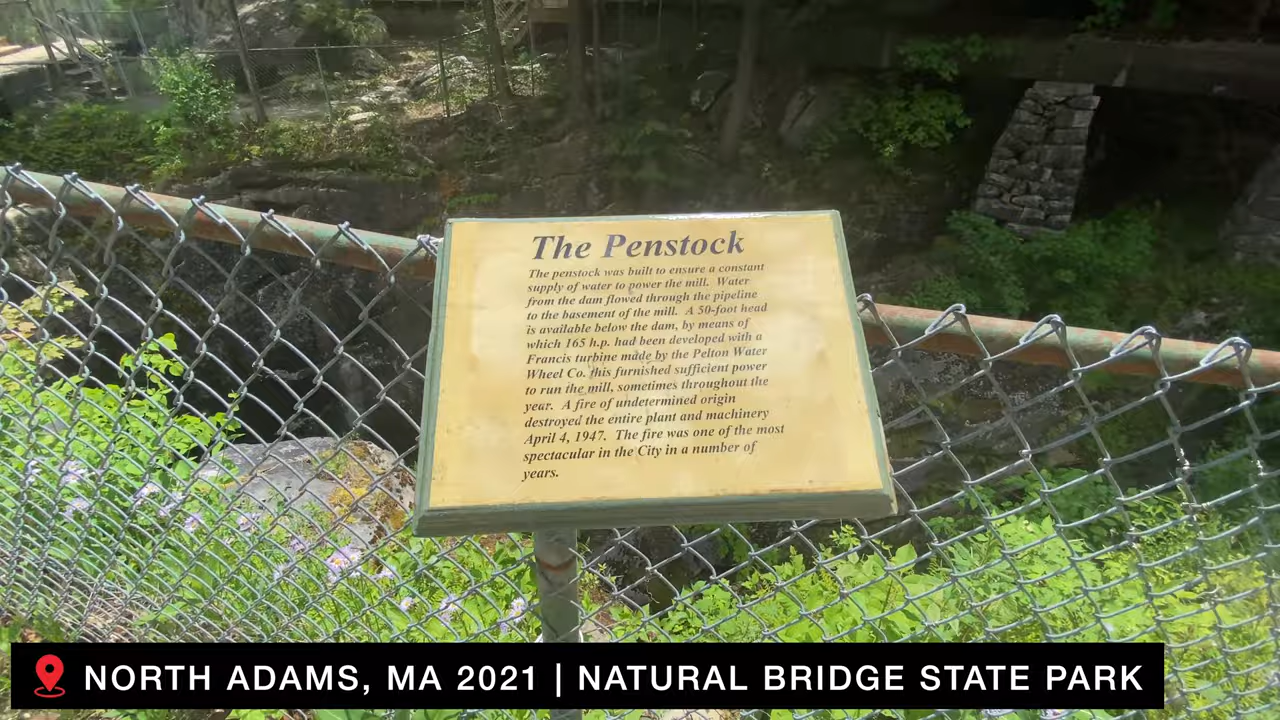 The Penstock
The penstock was built to ensure a constant
supply of water to power the mill. Water
from the dam flowed through the pipeline
to the basement of the mill. A 50-foot head
is available below the dam, by means of
which 165 h.p. had been developed with a
Francis turbine made by the Pelton Water
Wheel Co. this furnished sufficient power
to run the mill, sometimes throughout the
year. A fire of undetermined origin
destroyed the entire plant and machinery
April 4, 1947. The fire was one of the most
spectacular in the City in a number of
years.
NORTH ADAMS, MA 2021 | NATURAL BRIDGE STATE PARK